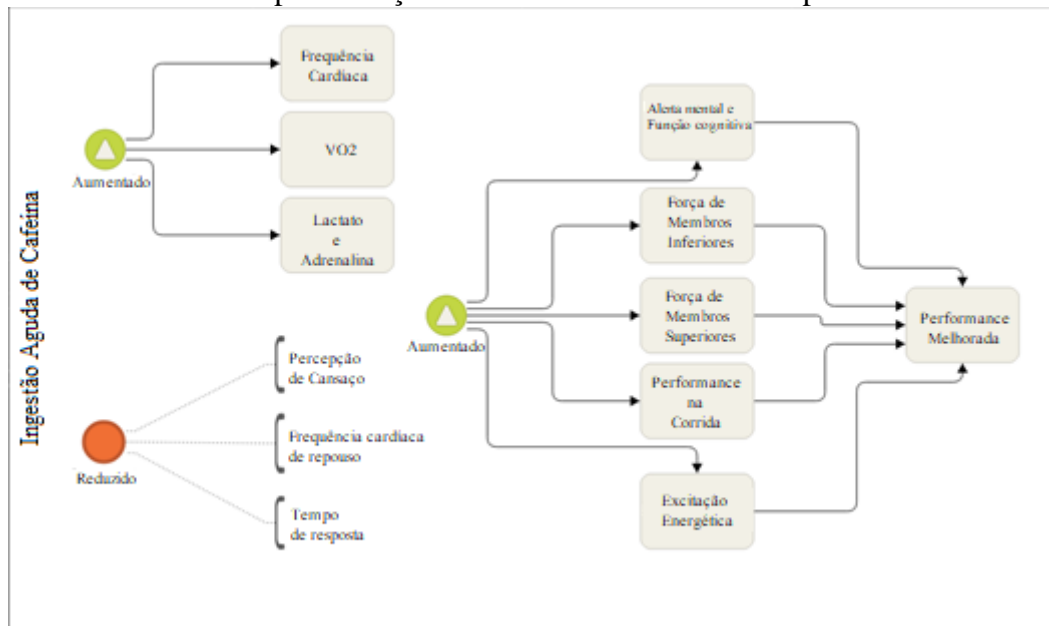 Ingestão Aguda de Cafeína
Aumentado
Frequência
Cardíaca
VO2
Lactato
e
Adrenalina
Reduzido
Percepção
de Cansaço
Frequência cardíaca
de repouso
Tempo
de resposta
Aumentado
Alerta mental e
Função cognitiva
Força de
Membros
Inferiores
Força de
Membros
Superiores
Performance
na
Corrida
Excitação
Energética
Performance
Melhorada